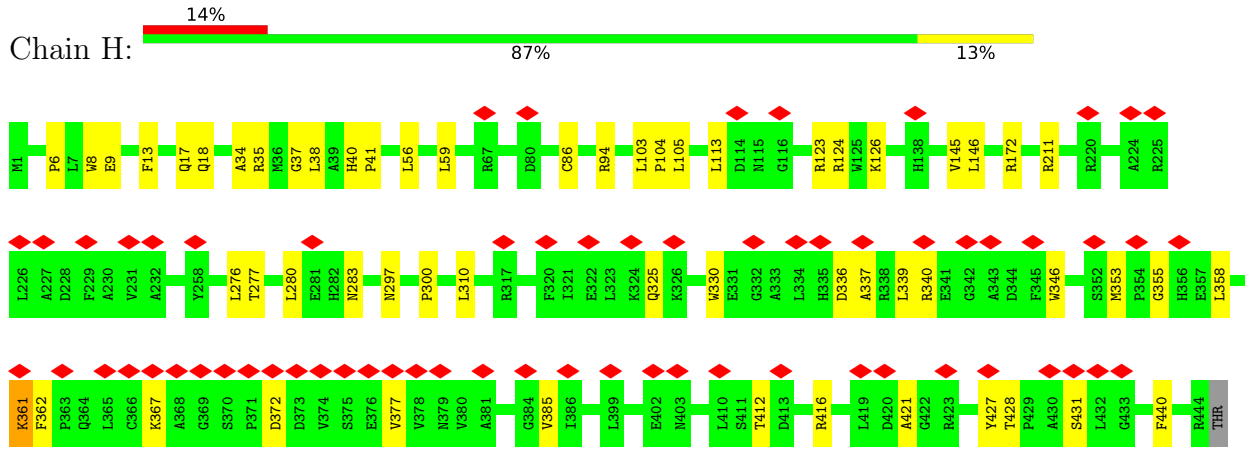 14%
Chain H:
87% 13%
M1 P6 L7 W8 E9 F13 Q17 Q18 A34 R35 M36 G37 L38 A39 H40 P41 L56 L59 R67 D80 C86 R94 L103 P104 L105 L113 D114 N115 G116 R123 R124 W125 K126 H138 V145 L146 R172 R211 R220 A224 R225
L226 A227 D228 F229 A230 V231 A232 Y258 L276 T277 L280 E281 H282 N283 N297 P300 L310 R317 F320 I321 E322 L323 K324 Q325 K326 W330 E331 G332 A333 L334 H335 D336 A337 R338 L339 R340 E341 G342 A343 D344 F345 W346 S352 M353 P354 G355 H356 E357 L358
K361 F362 P363 Q364 L365 C366 K367 A368 G369 S370 P371 D372 D373 V374 S375 E376 V377 V378 N379 V380 A381 G384 V385 I386 L399 E402 N403 L410 S411 T412 D413 R416 L419 D420 A421 G422 R423 Y427 T428 P429 A430 S431 L432 G433 F440 R444 THR